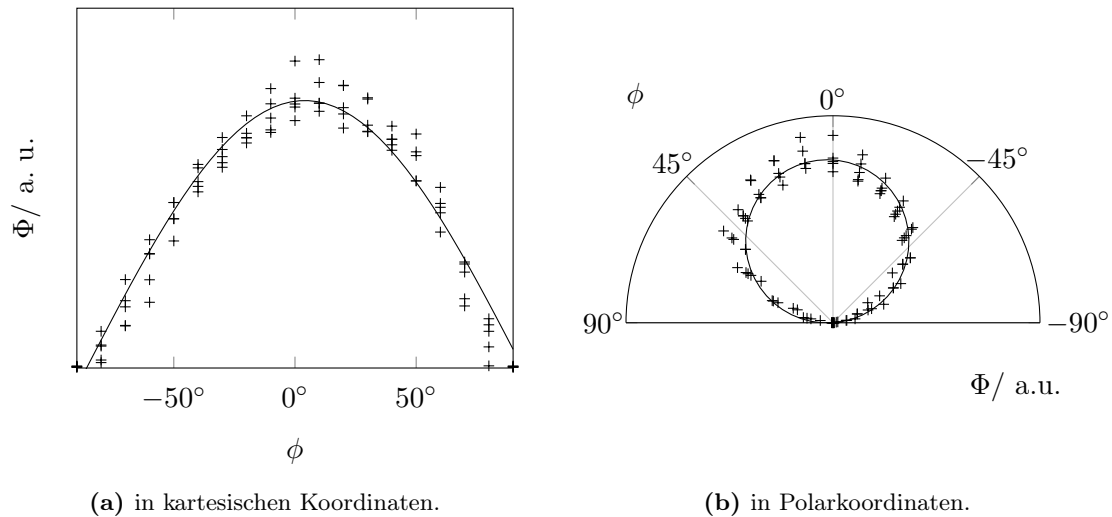 Φ/ a. u.
−50°
0°
50°
ϕ
(a) in kartesischen Koordinaten.
ϕ
0°
45°
−45°
90°
−90°
Φ/ a.u.
(b) in Polarkoordinaten.